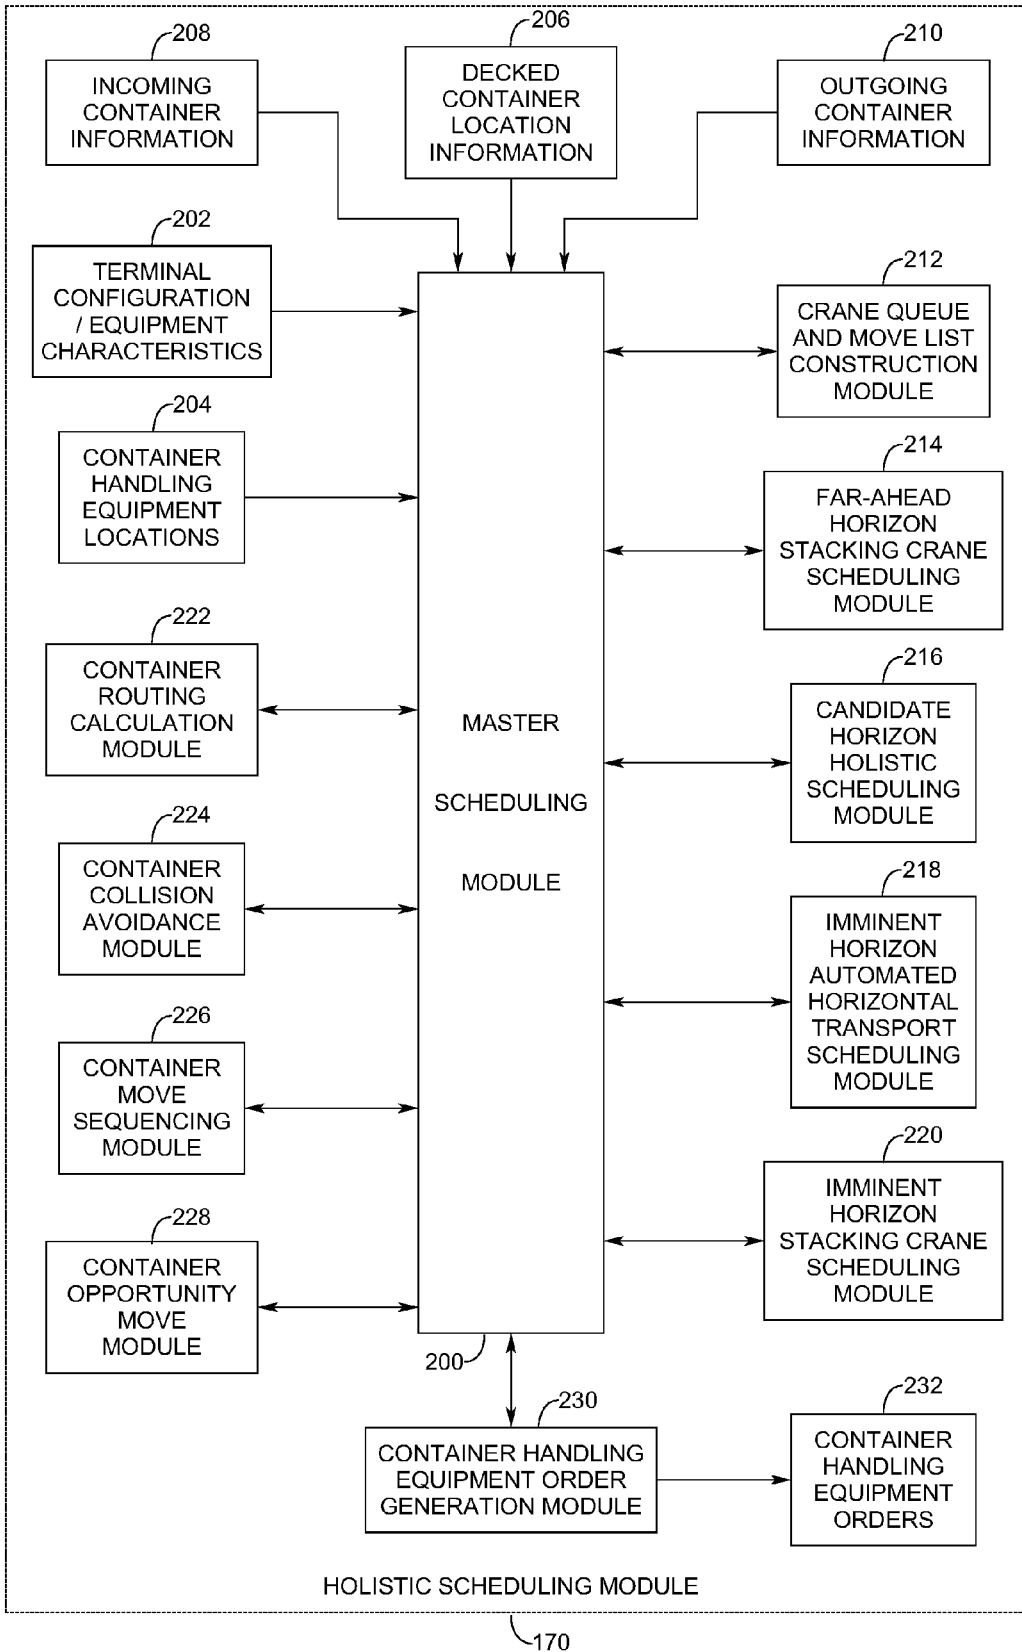 208
INCOMING
CONTAINER
INFORMATION
206
DECKED
CONTAINER
LOCATION
INFORMATION
210
OUTGOING
CONTAINER
INFORMATION
202
TERMINAL
CONFIGURATION
/ EQUIPMENT
CHARACTERISTICS
204
CONTAINER
HANDLING
EQUIPMENT
LOCATIONS
222
CONTAINER
ROUTING
CALCULATION
MODULE
224
CONTAINER
COLLISION
AVOIDANCE
MODULE
226
CONTAINER
MOVE
SEQUENCING
MODULE
228
CONTAINER
OPPORTUNITY
MOVE
MODULE
MASTER
SCHEDULING
MODULE
200
212
CRANE QUEUE
AND MOVE LIST
CONSTRUCTION
MODULE
214
FAR-AHEAD
HORIZON
STACKING CRANE
SCHEDULING
MODULE
216
CANDIDATE
HORIZON
HOLISTIC
SCHEDULING
MODULE
218
IMMINENT
HORIZON
AUTOMATED
HORIZONTAL
TRANSPORT
SCHEDULING
MODULE
220
IMMINENT
HORIZON
STACKING CRANE
SCHEDULING
MODULE
230
CONTAINER HANDLING
EQUIPMENT ORDER
GENERATION MODULE
232
CONTAINER
HANDLING
EQUIPMENT
ORDERS
HOLISTIC SCHEDULING MODULE
170